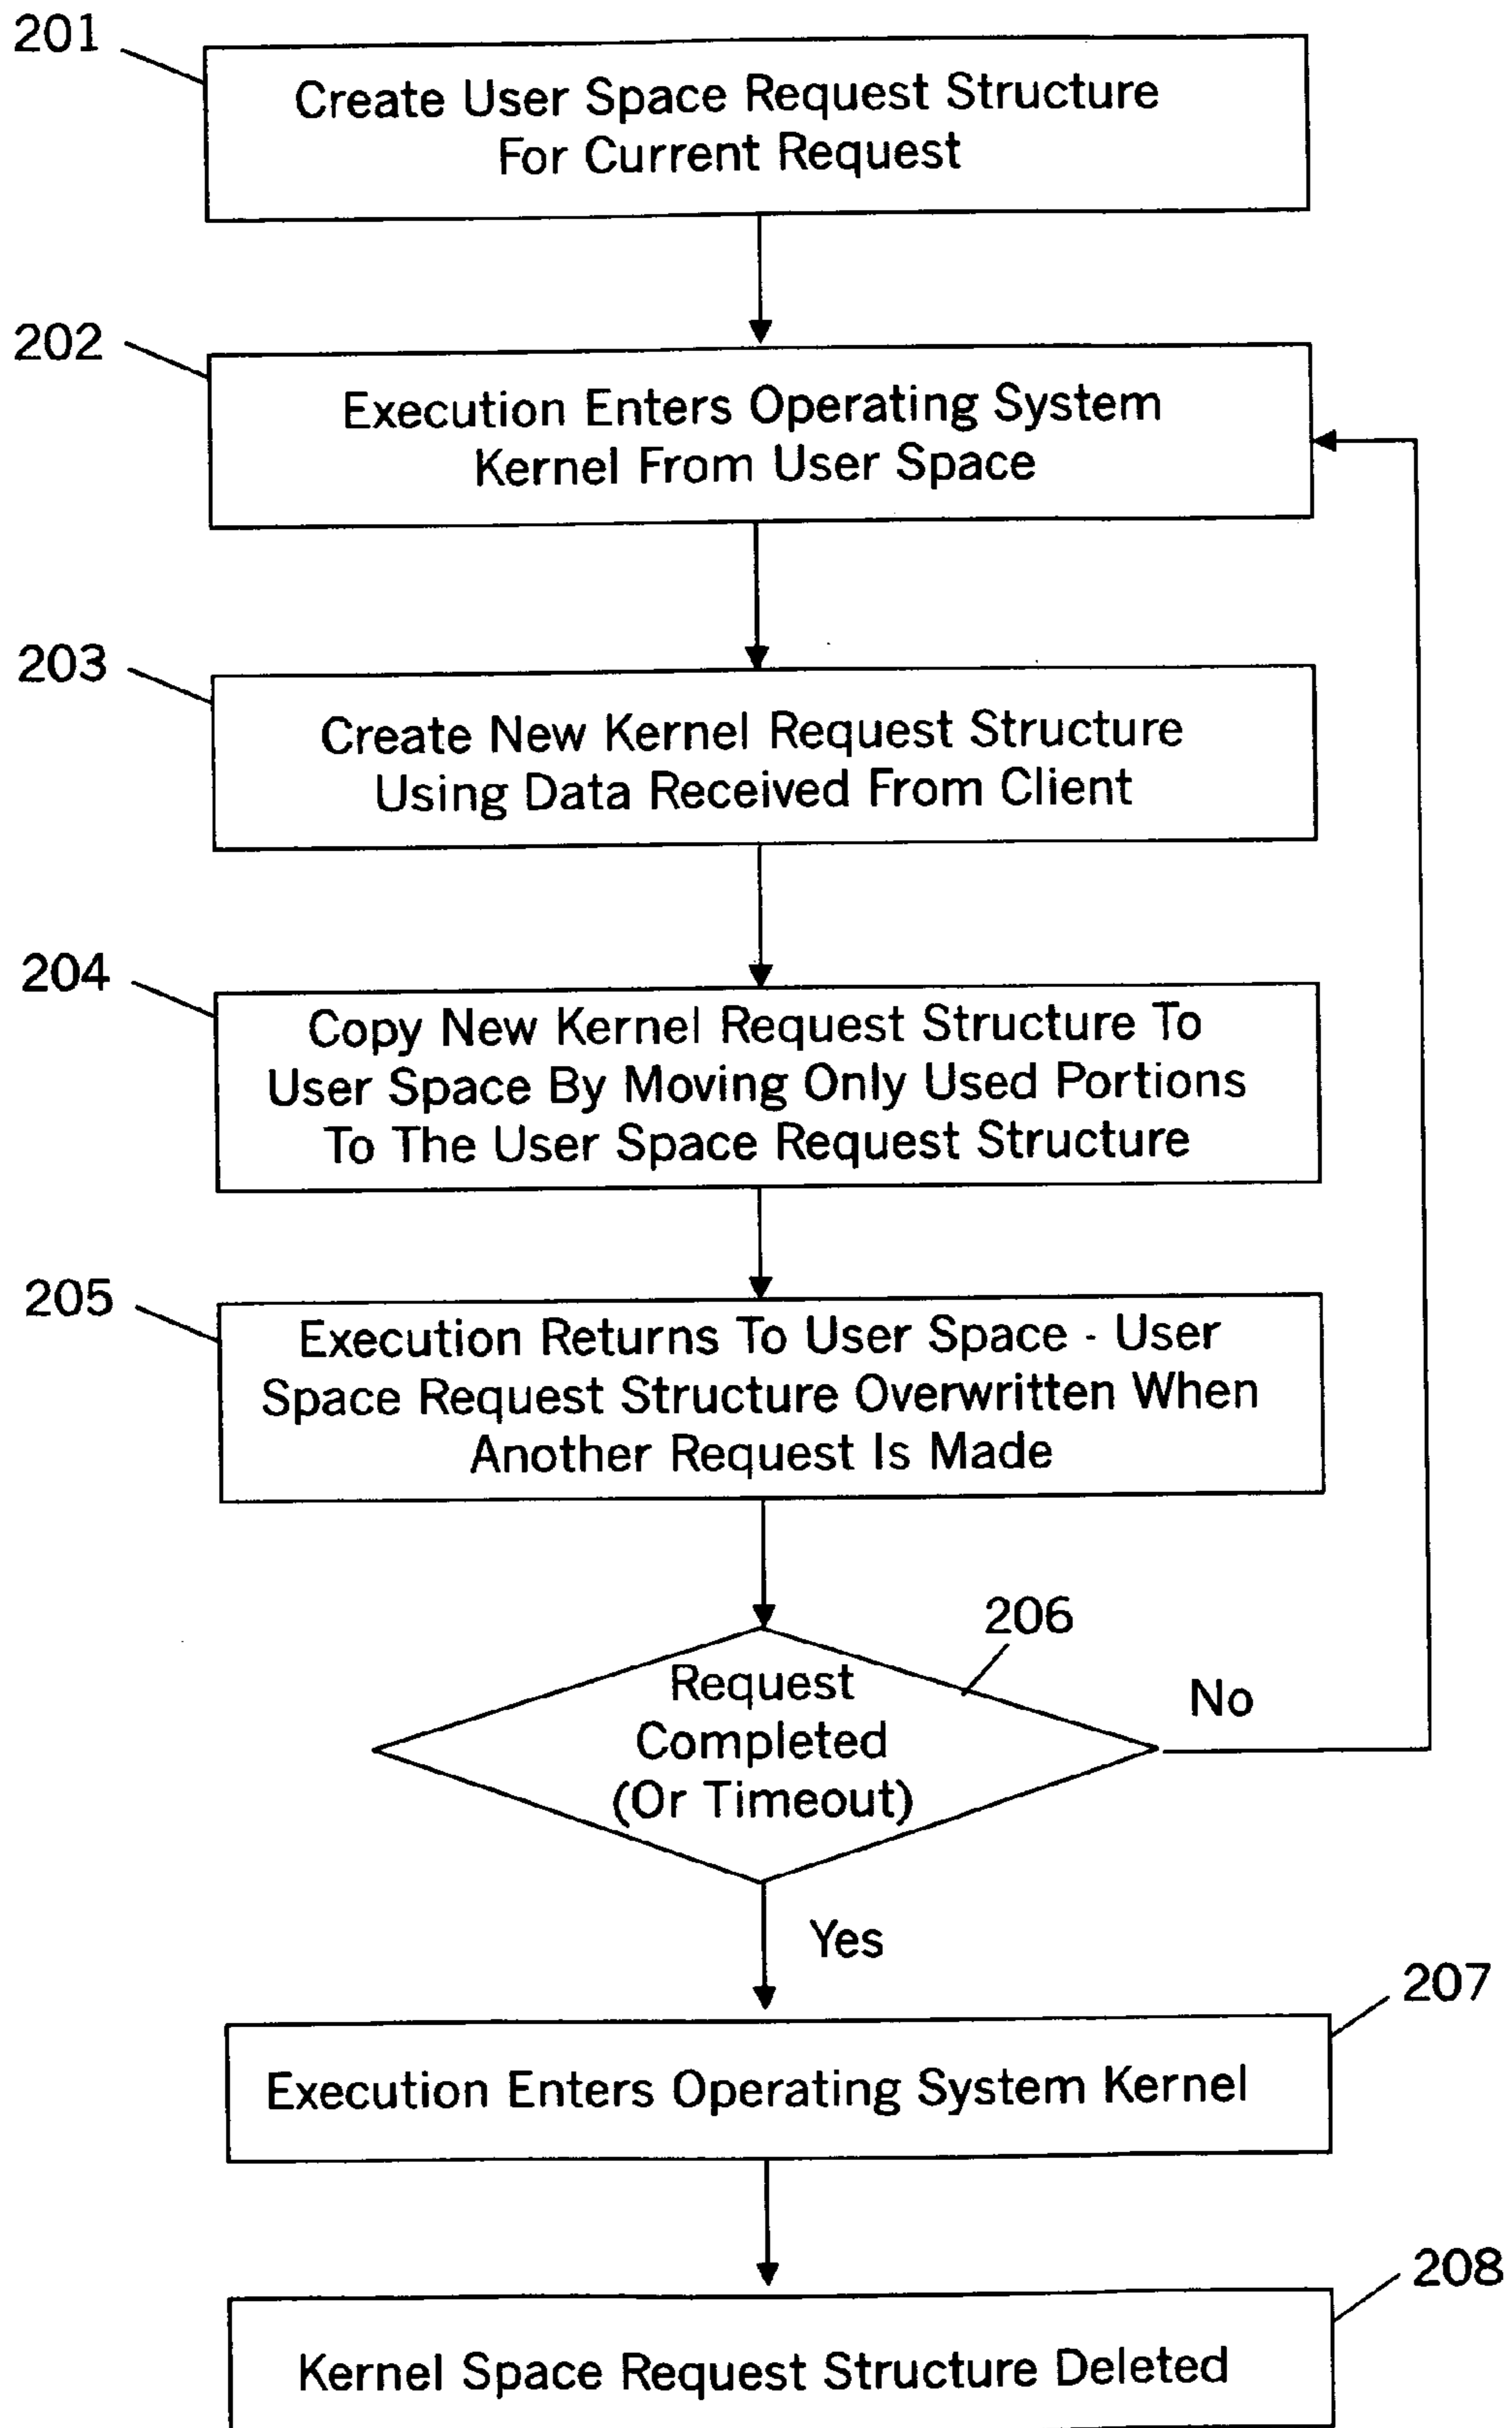 201
Create User Space Request Structure
For Current Request
202
Execution Enters Operating System
Kernel From User Space
203
Create New Kernel Request Structure
Using Data Received From Client
204
Copy New Kernel Request Structure To
User Space By Moving Only Used Portions
To The User Space Request Structure
205
Execution Returns To User Space - User
Space Request Structure Overwritten When
Another Request Is Made
206
Request
Completed
(Or Timeout)
No
Yes
207
Execution Enters Operating System Kernel
208
Kernel Space Request Structure Deleted